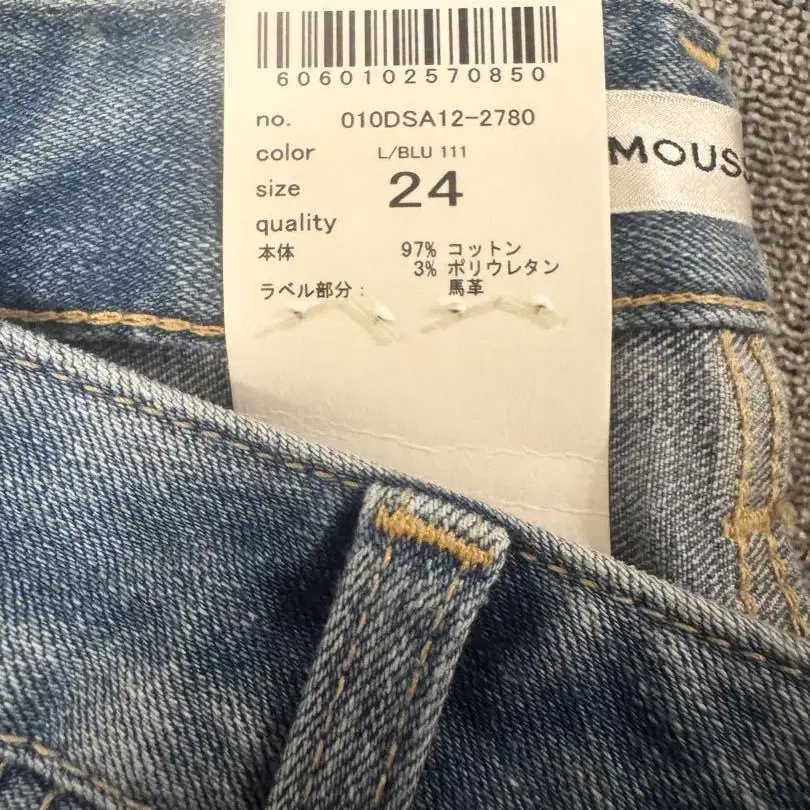 6060102570850
no. 010DSA12-2780
color L/BLU 111
size 24
quality
本体 97% コットン
3% ポリウレタン
ラベル部分： 馬革
MOUS